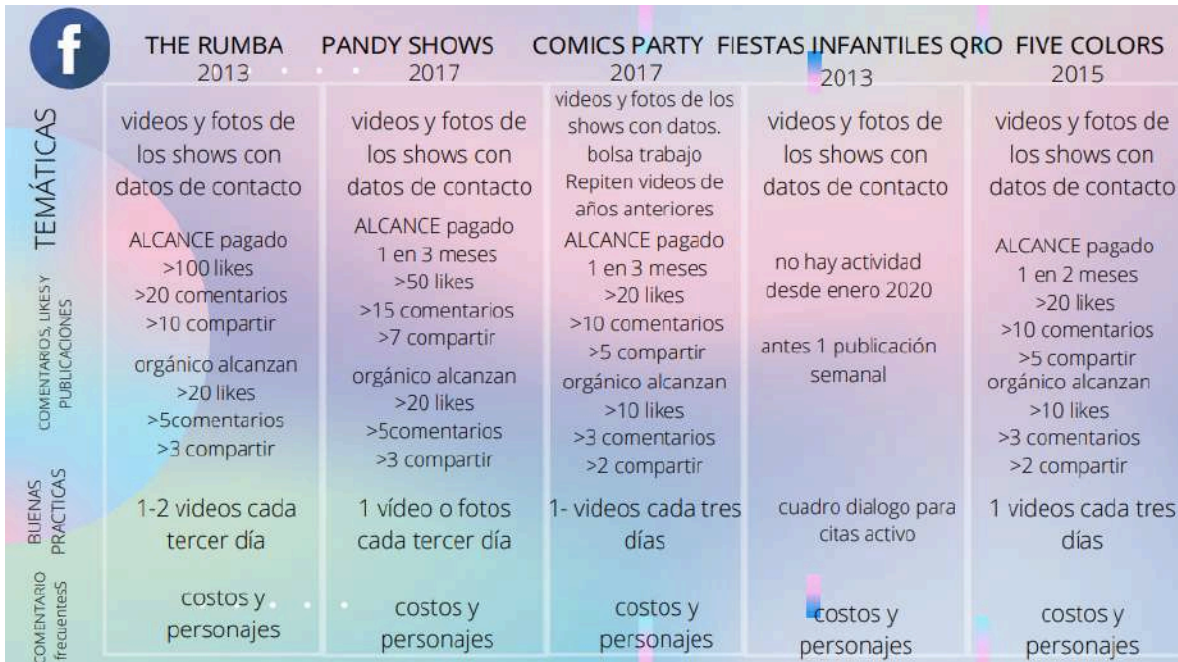 f
THE RUMBA
2013
PANDY SHOWS
2017
COMICS PARTY
2017
FIESTAS INFANTILES QRO
2013
FIVE COLORS
2015
TEMÁTICAS
videos y fotos de
los shows con
datos de contacto
videos y fotos de
los shows con
datos de contacto
videos y fotos de los
shows con datos.
bolsa trabajo
Repiten videos de
años anteriores
videos y fotos de
los shows con
datos de contacto
videos y fotos de
los shows con
datos de contacto
COMENTARIOS, LIKES Y
PUBLICACIONES
ALCANCE pagado
>100 likes
>20 comentarios
>10 compartir
orgánico alcanzan
>20 likes
>5comentarios
>3 compartir
ALCANCE pagado
1 en 3 meses
>50 likes
>15 comentarios
>7 compartir
orgánico alcanzan
>20 likes
>5comentarios
>3 compartir
ALCANCE pagado
1 en 3 meses
>20 likes
>10 comentarios
>5 compartir
orgánico alcanzan
>10 likes
>3 comentarios
>2 compartir
no hay actividad
desde enero 2020
antes 1 publicación
semanal
ALCANCE pagado
1 en 2 meses
>20 likes
>10 comentarios
>5 compartir
orgánico alcanzan
>10 likes
>3 comentarios
>2 compartir
BUENAS
PRACTICAS
1-2 videos cada
tercer día
1 vídeo o fotos
cada tercer día
1- videos cada tres
días
cuadro dialogo para
citas activo
1 videos cada tres
días
COMENTARIO
frecuentesS
costos y
personajes
costos y
personajes
costos y
personajes
costos y
personajes
costos y
personajes